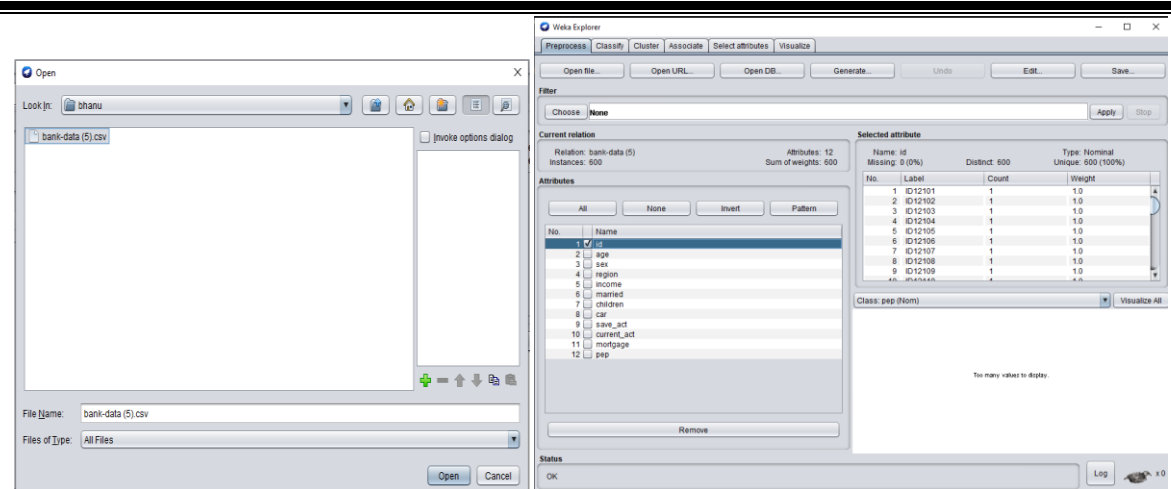 Open
Look In: bhanu
bank-data (5).csv
Invoke options dialog
File Name: bank-data (5).csv
Files of Type: All Files
Open Cancel
Weka Explorer
Preprocess Classify Cluster Associate Select attributes Visualize
Open file... Open URL... Open DB... Generate... Undo Edit... Save...
Filter
Choose None Apply Stop
Current relation
Relation: bank-data (5) Attributes: 12
Instances: 600 Sum of weights: 600
Attributes
All None Invert Pattern
No. Name
1 id
2 age
3 sex
4 region
5 income
6 married
7 children
8 car
9 save_act
10 current_act
11 mortgage
12 pep
Remove
Selected attribute
Name: id Type: Nominal
Missing: 0 (0%) Distinct: 600 Unique: 600 (100%)
No. Label Count Weight
1 ID12101 1 1.0
2 ID12102 1 1.0
3 ID12103 1 1.0
4 ID12104 1 1.0
5 ID12105 1 1.0
6 ID12106 1 1.0
7 ID12107 1 1.0
8 ID12108 1 1.0
9 ID12109 1 1.0
Class: pep (Nom) Visualize All
Too many values to display.
Status
OK Log x 0